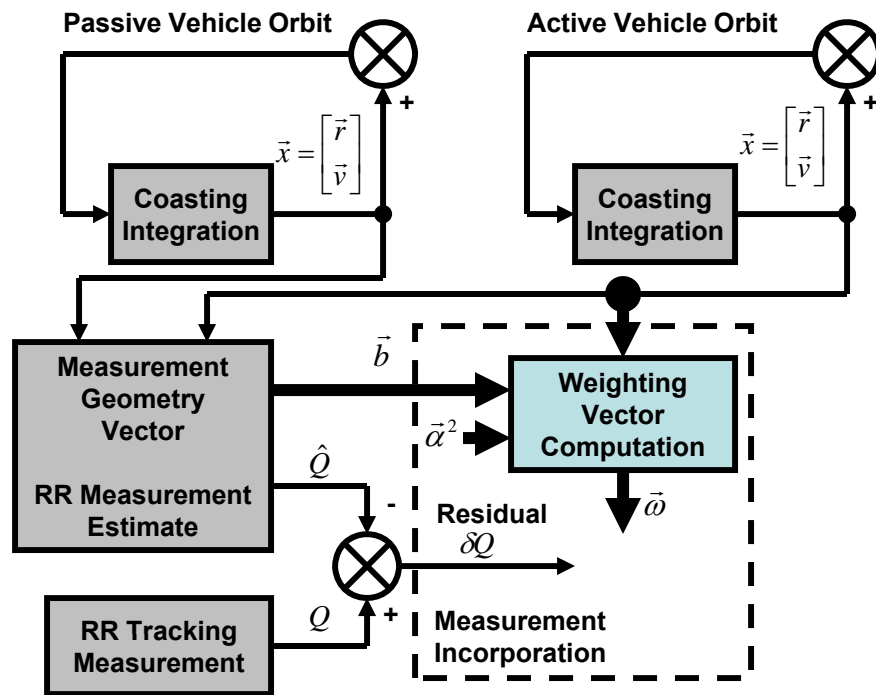 Passive Vehicle Orbit
Active Vehicle Orbit
+
+
x⃗ = [r⃗ v⃗]
x⃗ = [r⃗ v⃗]
Coasting
Integration
Coasting
Integration
Measurement
Geometry
Vector
RR Measurement
Estimate
b⃗
α⃗²
Weighting
Vector
Computation
Q̂
-
ω⃗
Residual
δQ
Q
+
RR Tracking
Measurement
Measurement
Incorporation